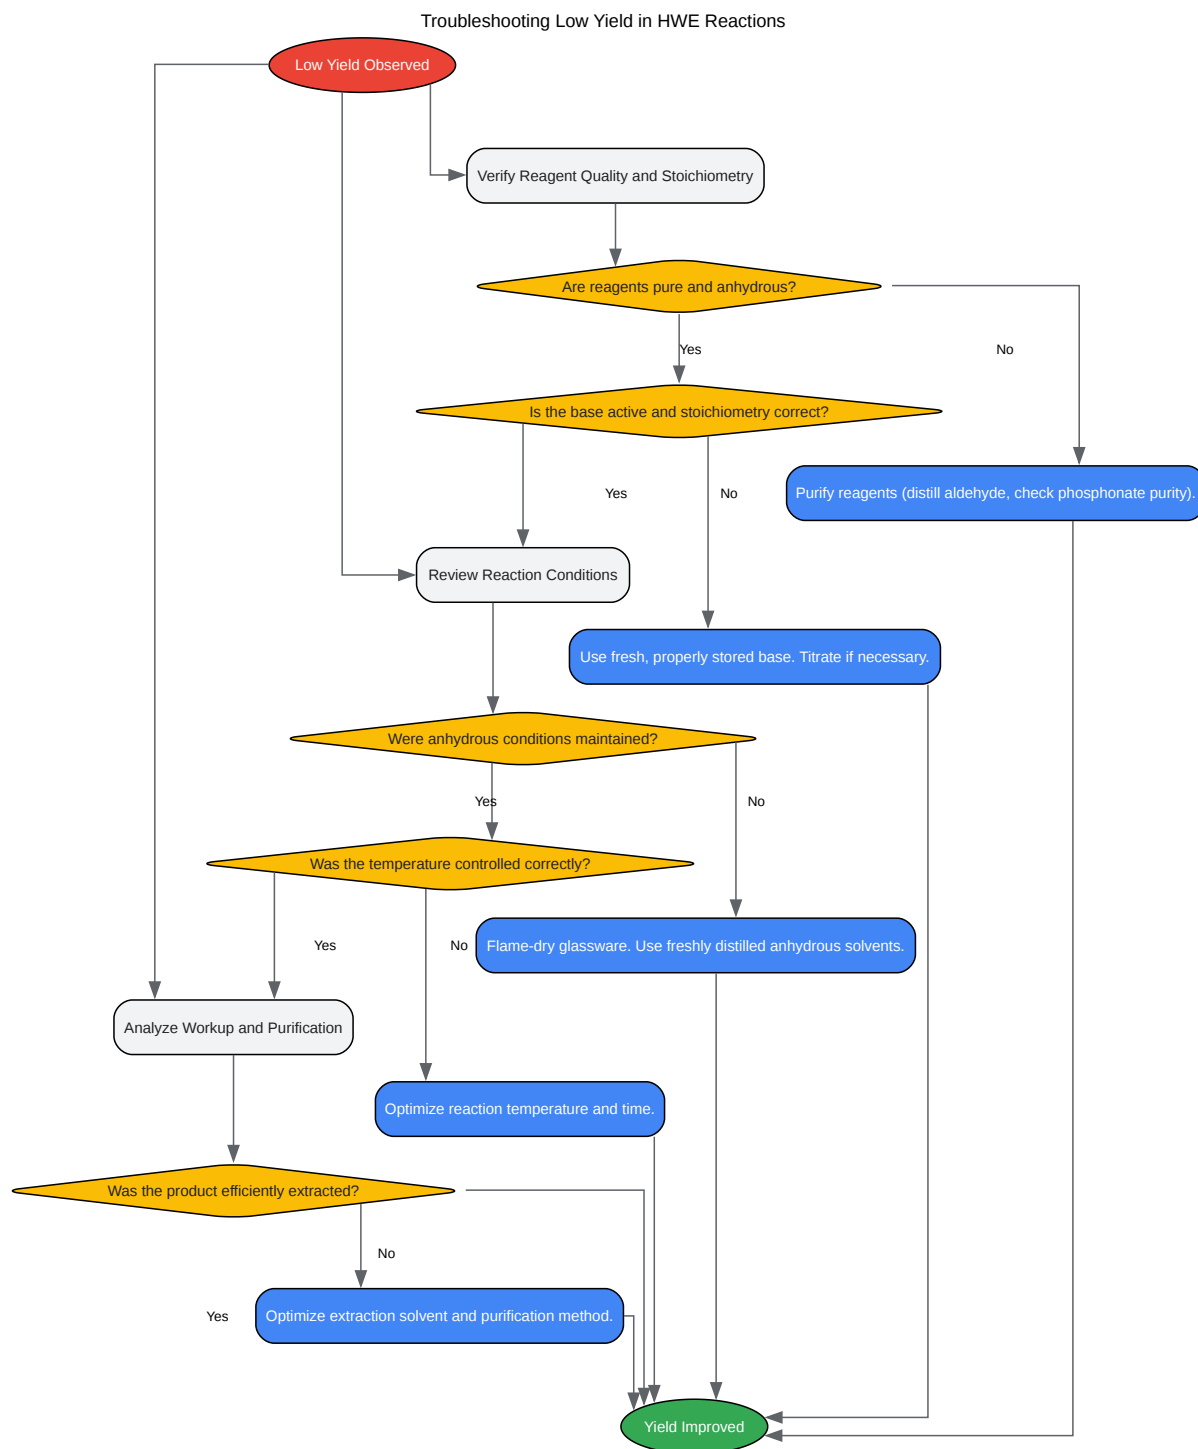 Troubleshooting Low Yield in HWE Reactions
Low Yield Observed
Verify Reagent Quality and Stoichiometry
Are reagents pure and anhydrous?
Yes
No
Is the base active and stoichiometry correct?
Yes
No
Purify reagents (distill aldehyde, check phosphonate purity).
Review Reaction Conditions
Use fresh, properly stored base. Titrate if necessary.
Were anhydrous conditions maintained?
Yes
No
Was the temperature controlled correctly?
Yes
No
Flame-dry glassware. Use freshly distilled anhydrous solvents.
Analyze Workup and Purification
Optimize reaction temperature and time.
Was the product efficiently extracted?
No
Yes
Optimize extraction solvent and purification method.
Yield Improved